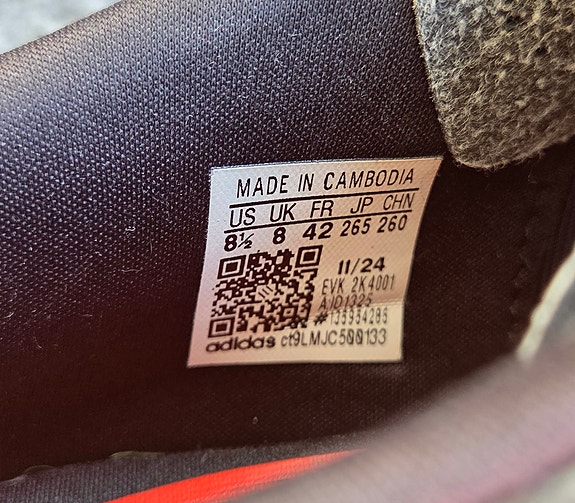 MADE IN CAMBODIA
US UK FR JP CHN
8½ 8 42 265 260
11/24
EVK 2K4001
AJD1325
adidas ct9LMJC500133